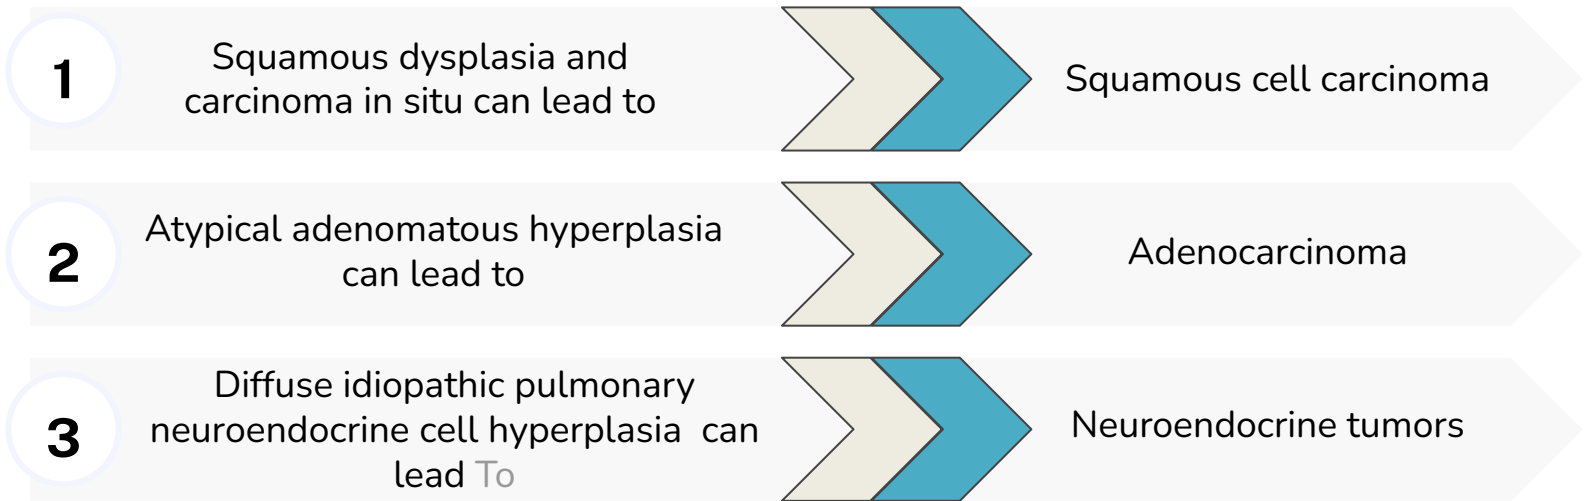 1
Squamous dysplasia and
carcinoma in situ can lead to
Squamous cell carcinoma
2
Atypical adenomatous hyperplasia
can lead to
Adenocarcinoma
3
Diffuse idiopathic pulmonary
neuroendocrine cell hyperplasia  can
lead To
Neuroendocrine tumors